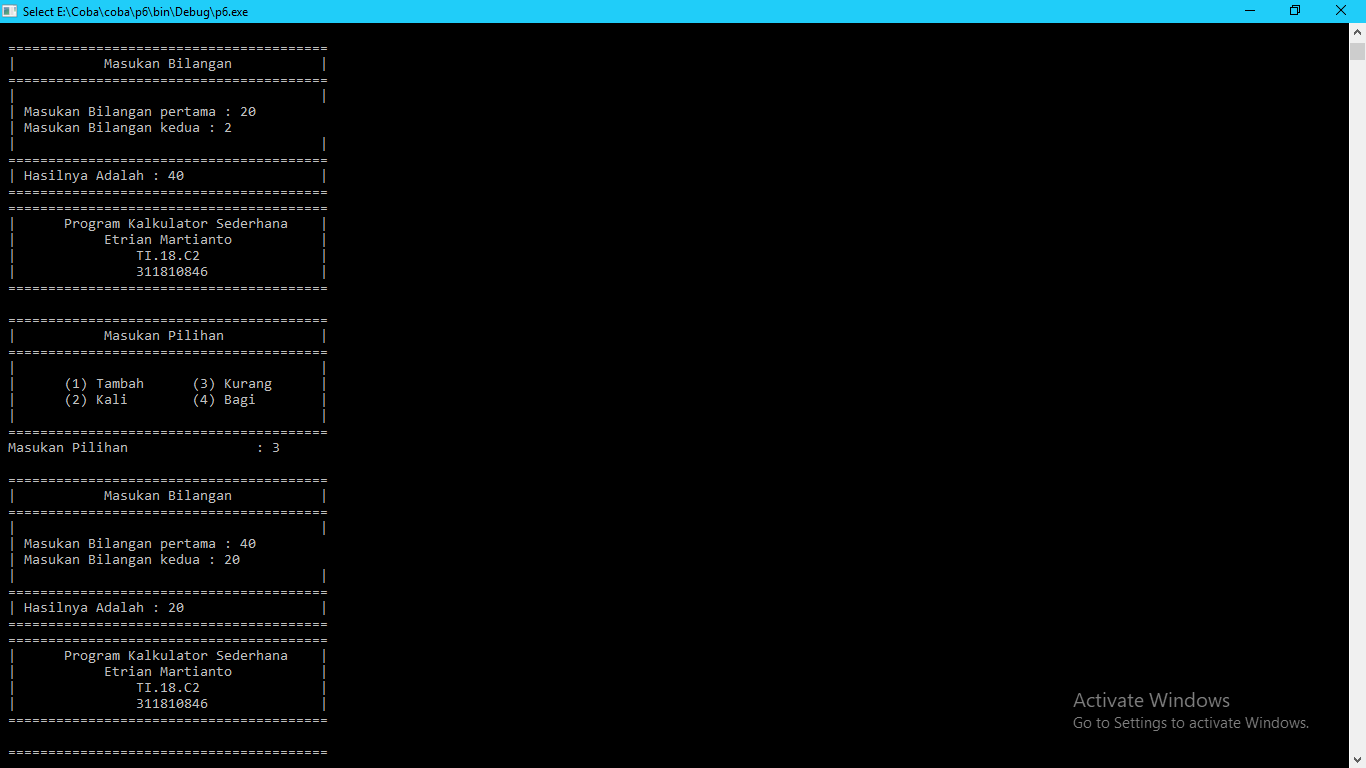 Select E:\Coba\coba\p6\bin\Debug\p6.exe
========================================
|           Masukan Bilangan           |
========================================
|                                      |
| Masukan Bilangan pertama : 20
| Masukan Bilangan kedua : 2
|                                      |
========================================
| Hasilnya Adalah : 40                 |
========================================
========================================
|      Program Kalkulator Sederhana    |
|           Etrian Martianto           |
|               TI.18.C2               |
|               311810846              |
========================================
========================================
|           Masukan Pilihan            |
========================================
|                                      |
|      (1) Tambah      (3) Kurang      |
|      (2) Kali        (4) Bagi        |
|                                      |
========================================
Masukan Pilihan                : 3
========================================
|           Masukan Bilangan           |
========================================
|                                      |
| Masukan Bilangan pertama : 40
| Masukan Bilangan kedua : 20
|                                      |
========================================
| Hasilnya Adalah : 20                 |
========================================
========================================
|      Program Kalkulator Sederhana    |
|           Etrian Martianto           |
|               TI.18.C2               |
|               311810846              |
========================================
========================================
Activate Windows
Go to Settings to activate Windows.